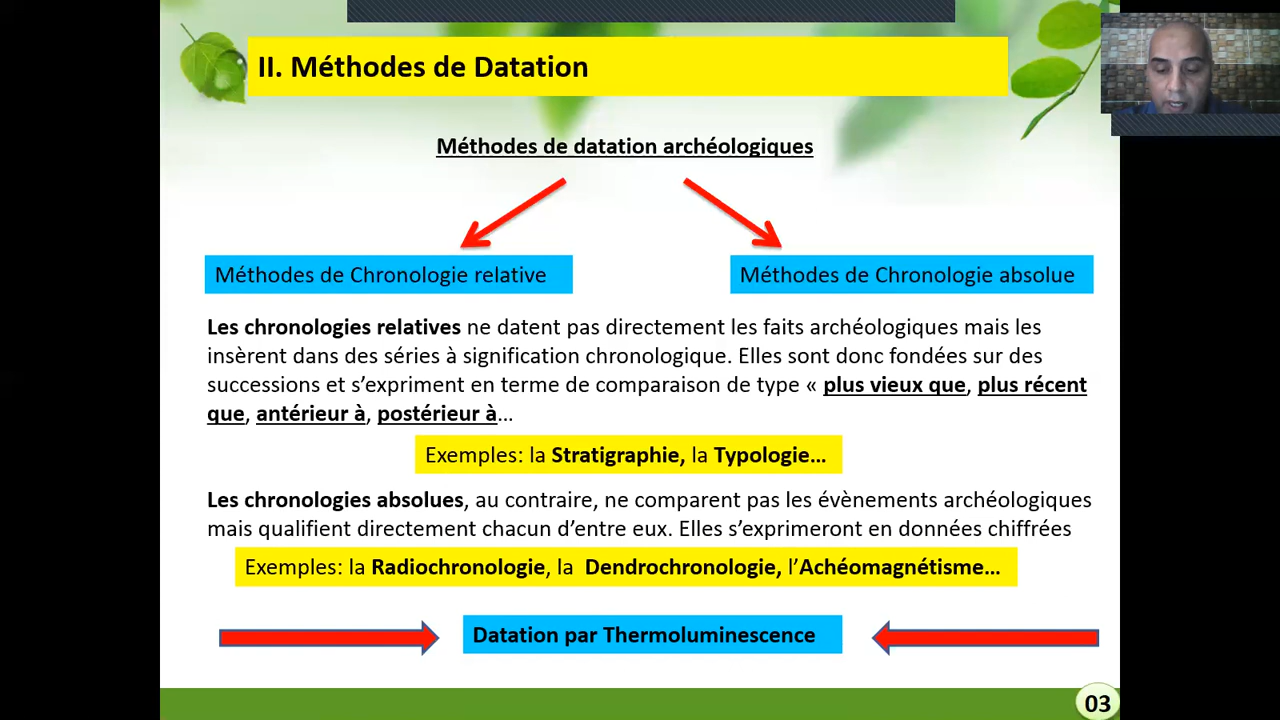 II. Méthodes de Datation
Méthodes de datation archéologiques
Méthodes de Chronologie relative
Méthodes de Chronologie absolue
Les chronologies relatives ne datent pas directement les faits archéologiques mais les
insèrent dans des séries à signification chronologique. Elles sont donc fondées sur des
successions et s’expriment en terme de comparaison de type « plus vieux que, plus récent
que, antérieur à, postérieur à…
Exemples: la Stratigraphie, la Typologie…
Les chronologies absolues, au contraire, ne comparent pas les évènements archéologiques
mais qualifient directement chacun d’entre eux. Elles s’exprimeront en données chiffrées
Exemples: la Radiochronologie, la Dendrochronologie, l’Achéomagnétisme…
Datation par Thermoluminescence
03